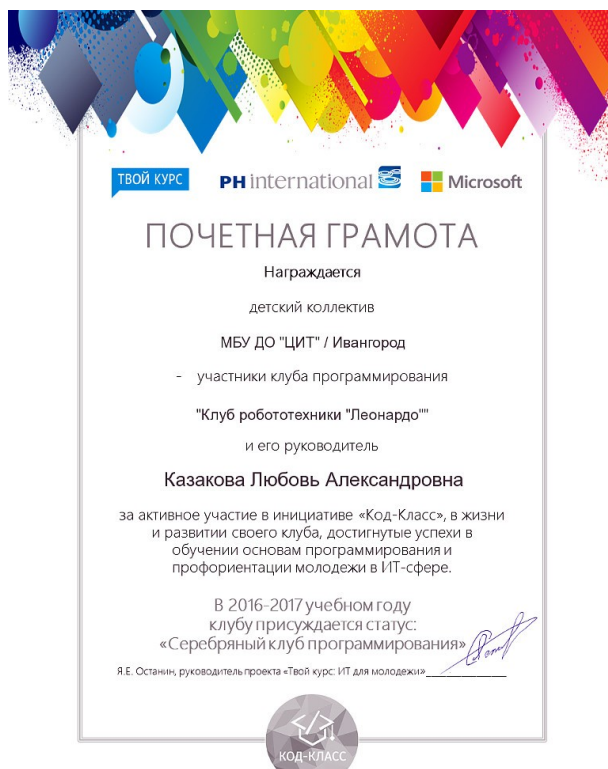 ТВОЙ КУРС PH international Microsoft
ПОЧЕТНАЯ ГРАМОТА
Награждается
детский коллектив
МБУ ДО "ЦИТ" / Ивангород
- участники клуба программирования
"Клуб робототехники "Леонардо""
и его руководитель
Казакова Любовь Александровна
за активное участие в инициативе «Код-Класс», в жизни
и развитии своего клуба, достигнутые успехи в
обучении основам программирования и
профориентации молодежи в ИТ-сфере.
В 2016-2017 учебном году
клубу присуждается статус:
«Серебряный клуб программирования»
Я.Е. Останин, руководитель проекта «Твой курс: ИТ для молодежи»
КОД-КЛАСС